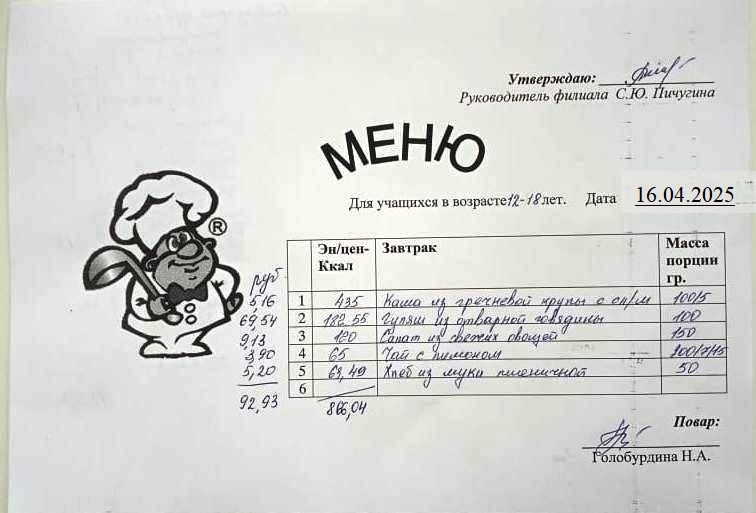 Утверждаю:
Руководитель филиала С.Ю. Пичугина
МЕНЮ
Для учащихся в возрасте 12-18 лет. Дата 16.04.2025
®
руб. Эн/цен-Ккал Завтрак Масса порции гр.
5,16 1 435 Каша из гречневой крупы с сл/м 100/5
69,54 2 182.55 Гуляш из отварной говядины 100
9,13 3 120 Салат из свежих овощей 150
3,90 4 65 Чай с лимоном 200/7/15
5,20 5 63,49 Хлеб из муки пшеничной 50
6
92,93 866,04
Повар:
Голобурдина Н.А.